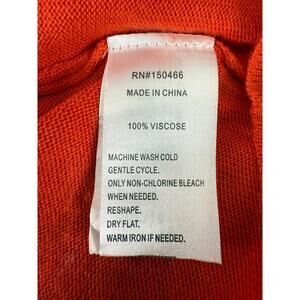 RN#150466
MADE IN CHINA
100% VISCOSE
MACHINE WASH COLD
GENTLE CYCLE.
ONLY NON-CHLORINE BLEACH
WHEN NEEDED.
RESHAPE.
DRY FLAT.
WARM IRON IF NEEDED.